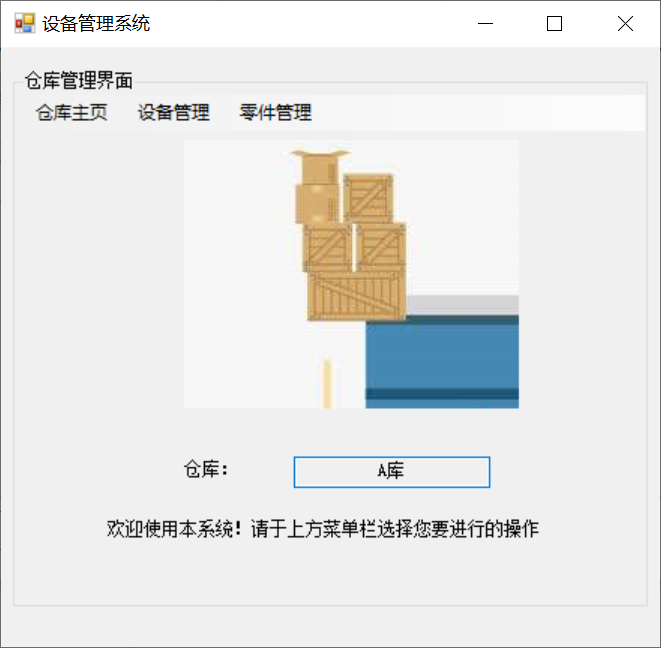 设备管理系统
仓库管理界面
仓库主页 设备管理 零件管理
仓库： A库
欢迎使用本系统！请于上方菜单栏选择您要进行的操作